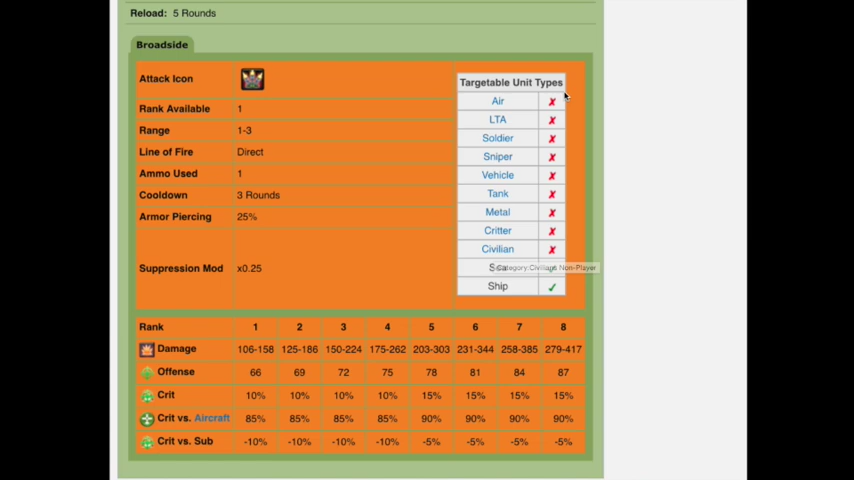 Reload: 5 Rounds
Broadside
Attack Icon
Rank Available 1
Range 1-3
Line of Fire Direct
Ammo Used 1
Cooldown 3 Rounds
Armor Piercing 25%
Suppression Mod x0.25
Targetable Unit Types
Air ✗
LTA ✗
Soldier ✗
Sniper ✗
Vehicle ✗
Tank ✗
Metal ✗
Critter ✗
Civilian ✗
Category:Civilians Non-Player
Ship ✓
Rank 1 2 3 4 5 6 7 8
Damage 106-158 125-186 150-224 175-262 203-303 231-344 258-385 279-417
Offense 66 69 72 75 78 81 84 87
Crit 10% 10% 10% 10% 15% 15% 15% 15%
Crit vs. Aircraft 85% 85% 85% 85% 90% 90% 90% 90%
Crit vs. Sub -10% -10% -10% -10% -5% -5% -5% -5%